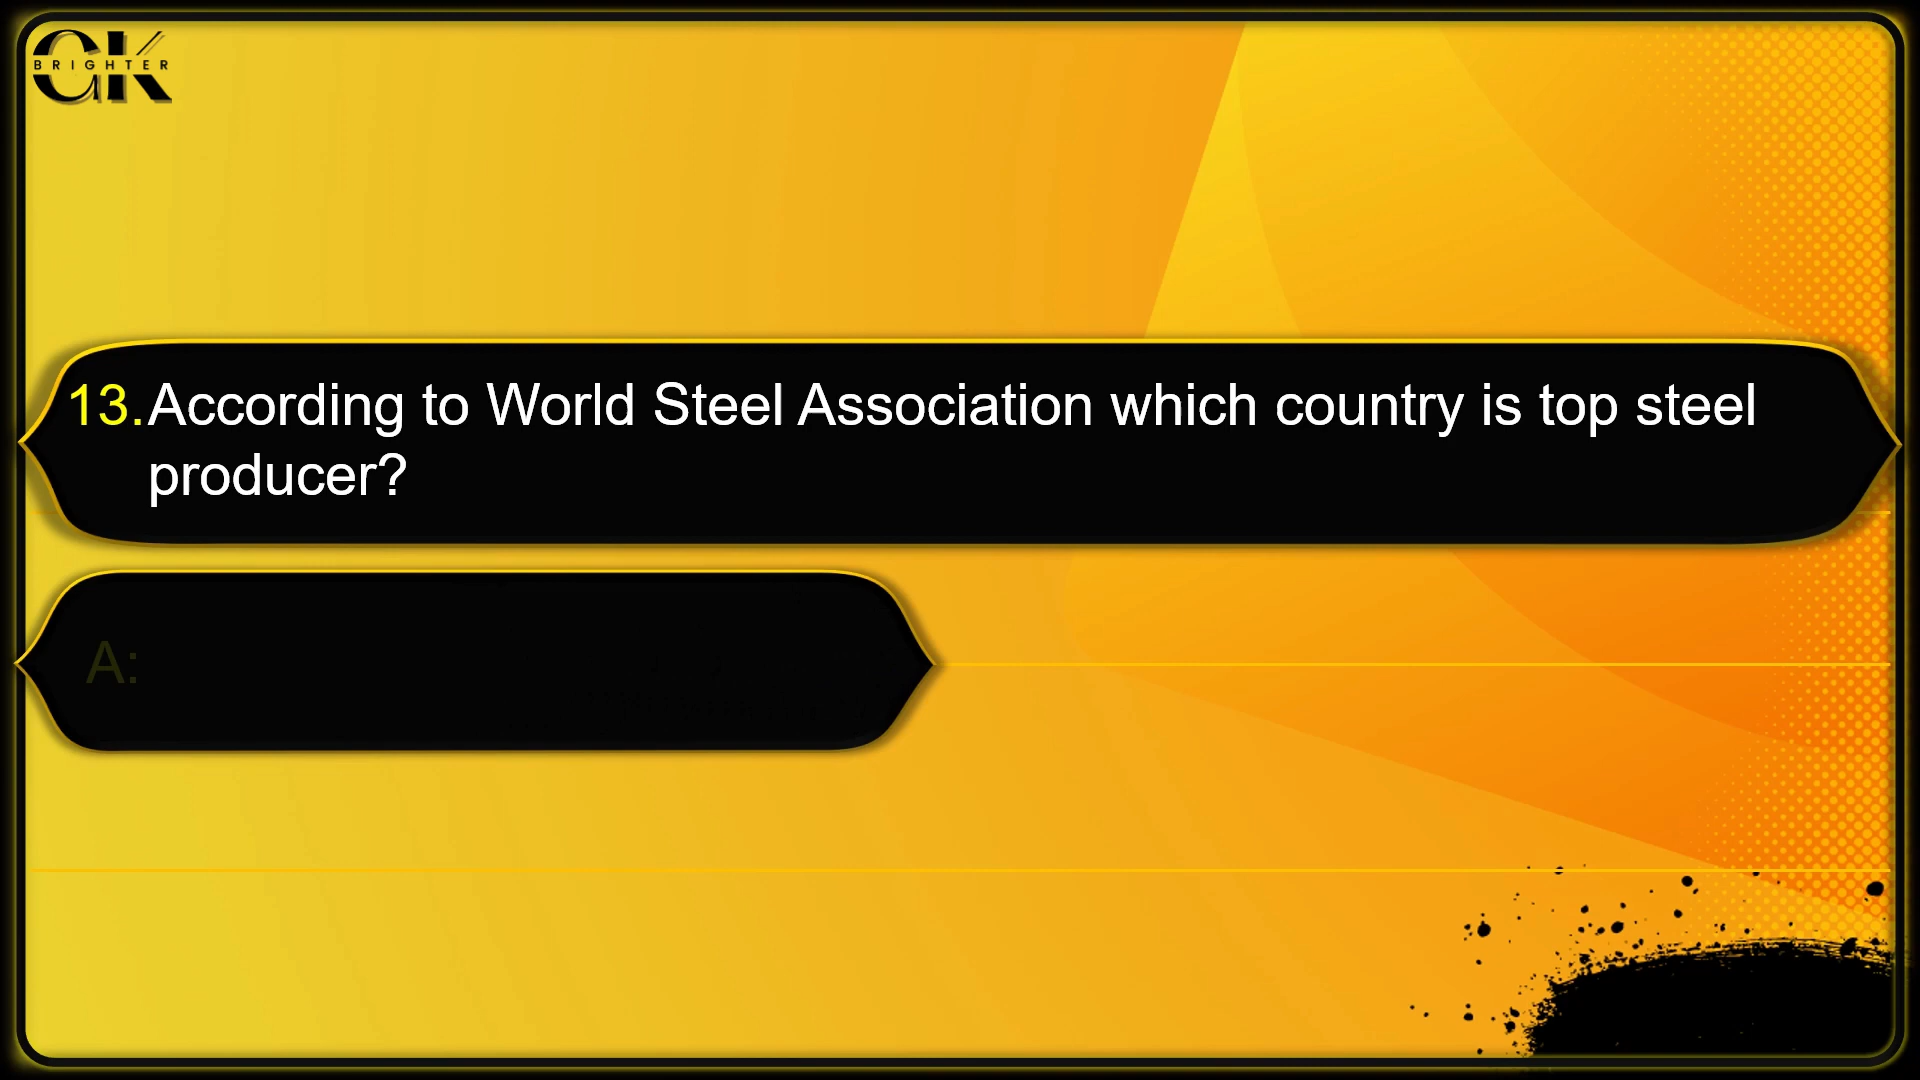 GK
BRIGHTER
13. According to World Steel Association which country is top steel
producer?
A: